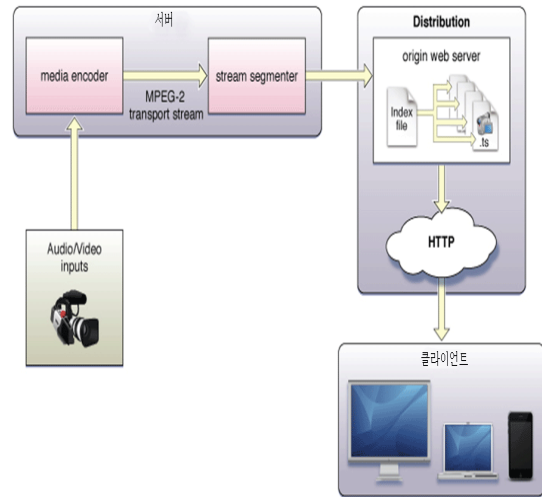 서버
media encoder
MPEG-2
transport stream
stream segmenter
Distribution
origin web server
Index
file
.ts
HTTP
Audio/Video
inputs
클라이언트